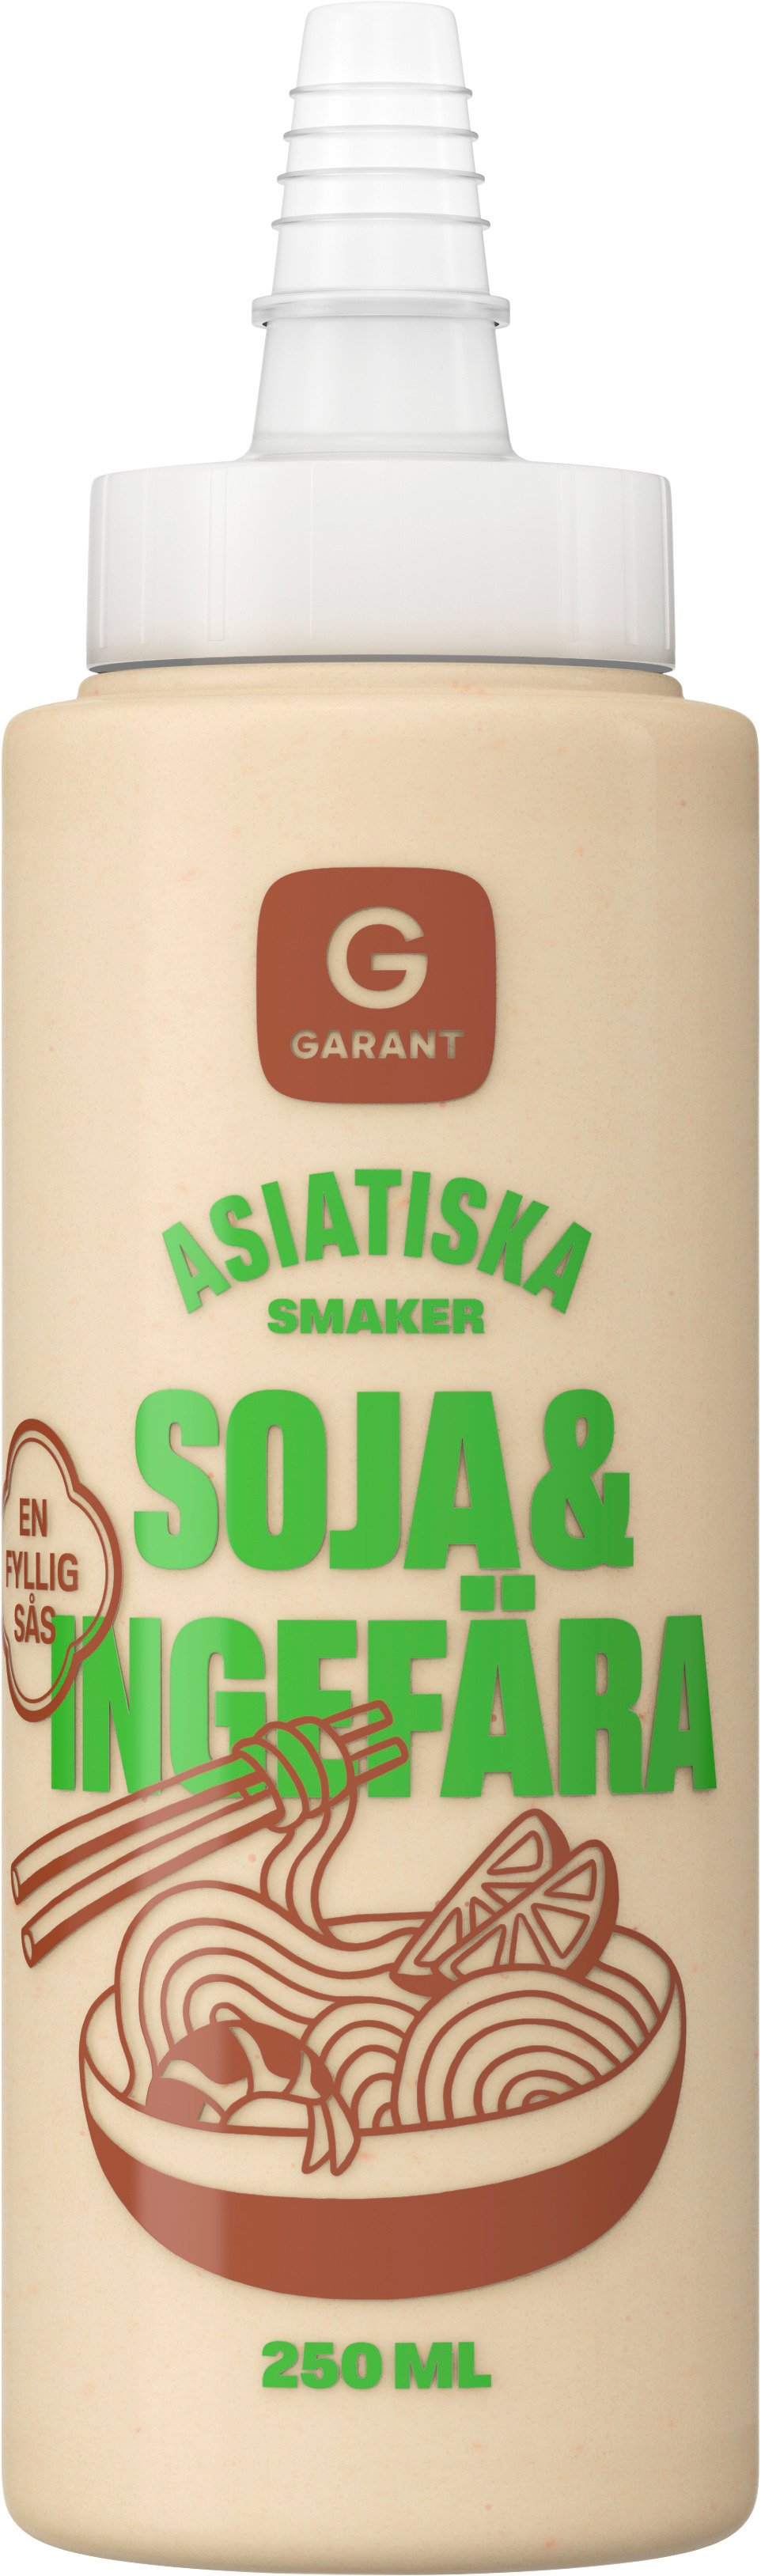 G
GARANT
ASIATISKA
SMAKER
SOJA &
INGEFÄRA
EN
FYLLIG
SÅS
250 ML